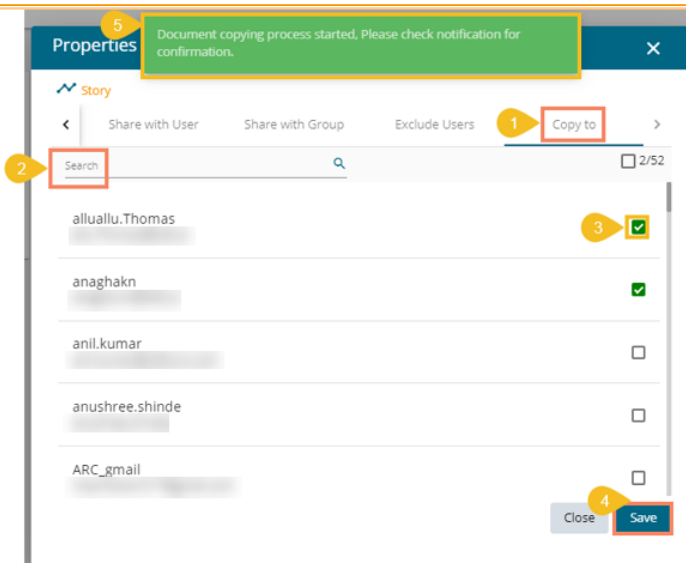 5
Document copying process started, Please check notification for
confirmation.
Properties
Story
Share with User
Share with Group
Exclude Users
1
Copy to
2
Search
2/52
alluallu.Thomas
3
anaghakn
anil.kumar
anushree.shinde
ARC_gmail
4
Close
Save